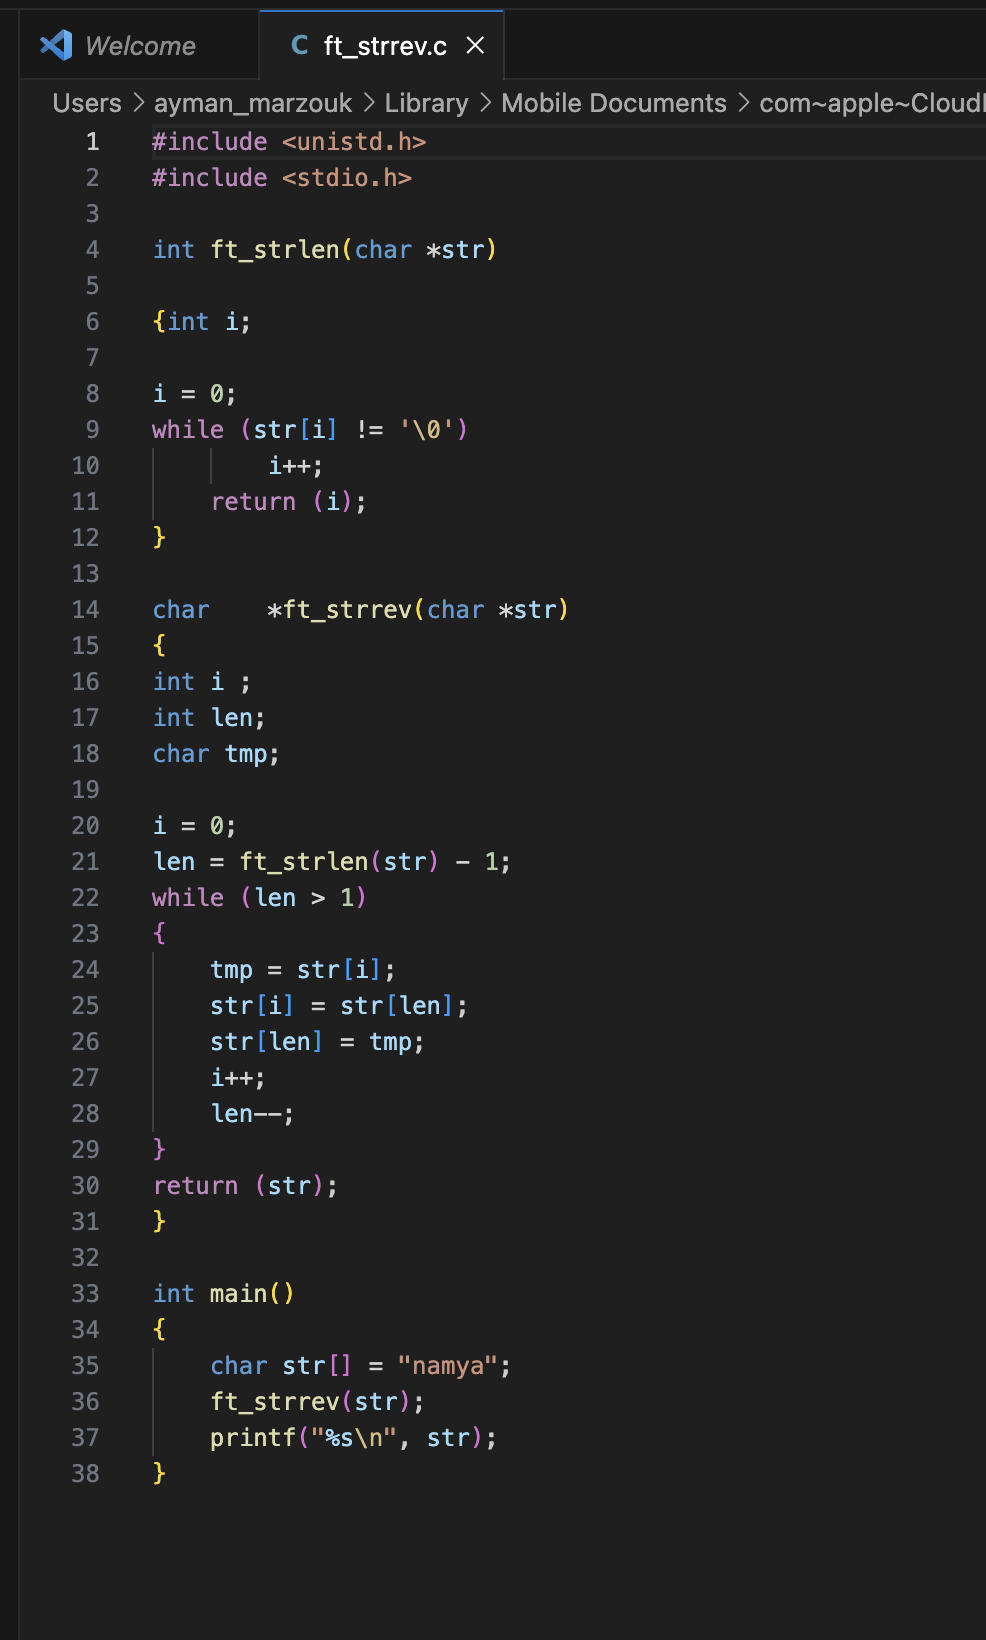 Welcome
C ft_strrev.c ×
Users > ayman_marzouk > Library > Mobile Documents > com~apple~Cloud
1 #include <unistd.h>
2 #include <stdio.h>
3
4 int ft_strlen(char *str)
5
6 {int i;
7
8 i = 0;
9 while (str[i] != '\0')
10         i++;
11     return (i);
12 }
13
14 char    *ft_strrev(char *str)
15 {
16 int i ;
17 int len;
18 char tmp;
19
20 i = 0;
21 len = ft_strlen(str) - 1;
22 while (len > 1)
23 {
24     tmp = str[i];
25     str[i] = str[len];
26     str[len] = tmp;
27     i++;
28     len--;
29 }
30 return (str);
31 }
32
33 int main()
34 {
35     char str[] = "namya";
36     ft_strrev(str);
37     printf("%s\n", str);
38 }